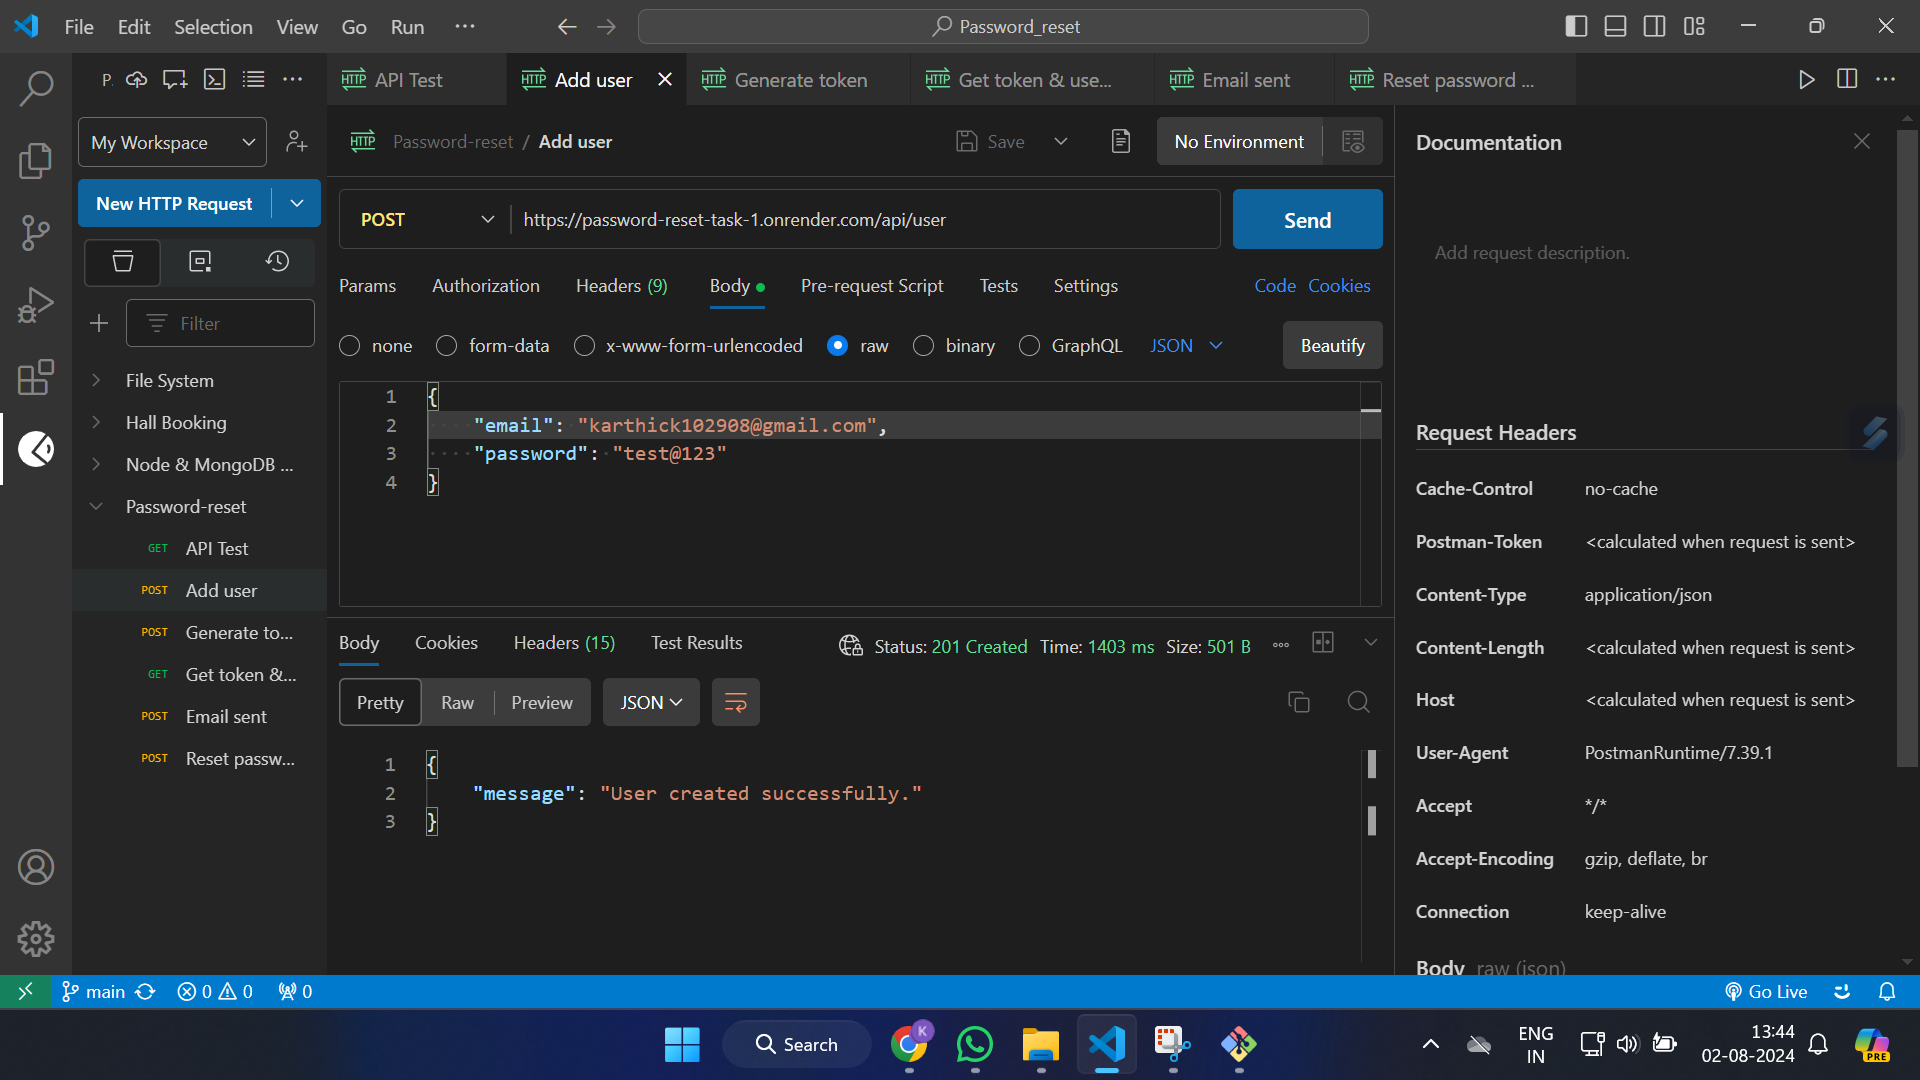 File Edit Selection View Go Run ··· Password_reset
P. API Test Add user Generate token Get token & use... Email sent Reset password ...
My Workspace
New HTTP Request
Filter
File System
Hall Booking
Node & MongoDB ...
Password-reset
GET API Test
POST Add user
POST Generate to...
GET Get token &...
POST Email sent
POST Reset passw...
HTTP Password-reset / Add user Save No Environment
POST https://password-reset-task-1.onrender.com/api/user Send
Params Authorization Headers (9) Body Pre-request Script Tests Settings Code Cookies
none form-data x-www-form-urlencoded raw binary GraphQL JSON Beautify
1 {
2 "email": "karthick102908@gmail.com",
3 "password": "test@123"
4 }
Body Cookies Headers (15) Test Results Status: 201 Created Time: 1403 ms Size: 501 B
Pretty Raw Preview JSON
1 {
2 "message": "User created successfully."
3 }
Documentation
Add request description.
Request Headers
Cache-Control no-cache
Postman-Token <calculated when request is sent>
Content-Type application/json
Content-Length <calculated when request is sent>
Host <calculated when request is sent>
User-Agent PostmanRuntime/7.39.1
Accept */*
Accept-Encoding gzip, deflate, br
Connection keep-alive
Body raw (json)
main 0 0 0 Go Live
Search K ENG IN 13:44 02-08-2024 PRE